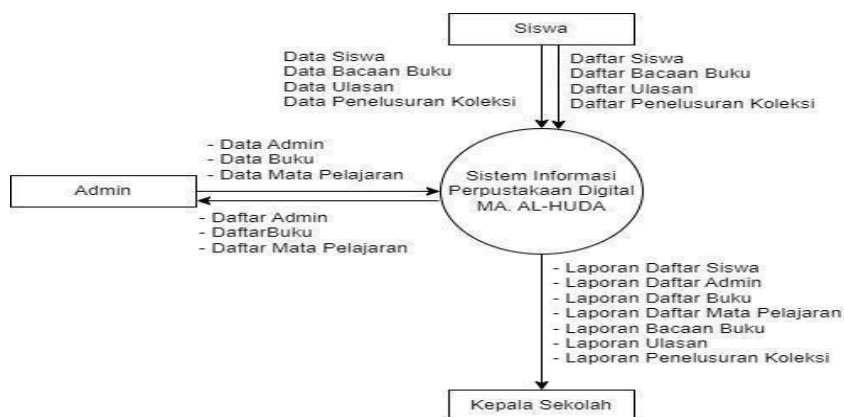 Siswa
Data Siswa
Data Bacaan Buku
Data Ulasan
Data Penelusuran Koleksi
Daftar Siswa
Daftar Bacaan Buku
Daftar Ulasan
Daftar Penelusuran Koleksi
- Data Admin
- Data Buku
- Data Mata Pelajaran
Admin
Sistem Informasi
Perpustakaan Digital
MA. AL-HUDA
- Daftar Admin
- DaftarBuku
- Daftar Mata Pelajaran
- Laporan Daftar Siswa
- Laporan Daftar Admin
- Laporan Daftar Buku
- Laporan Daftar Mata Pelajaran
- Laporan Bacaan Buku
- Laporan Ulasan
- Laporan Penelusuran Koleksi
Kepala Sekolah